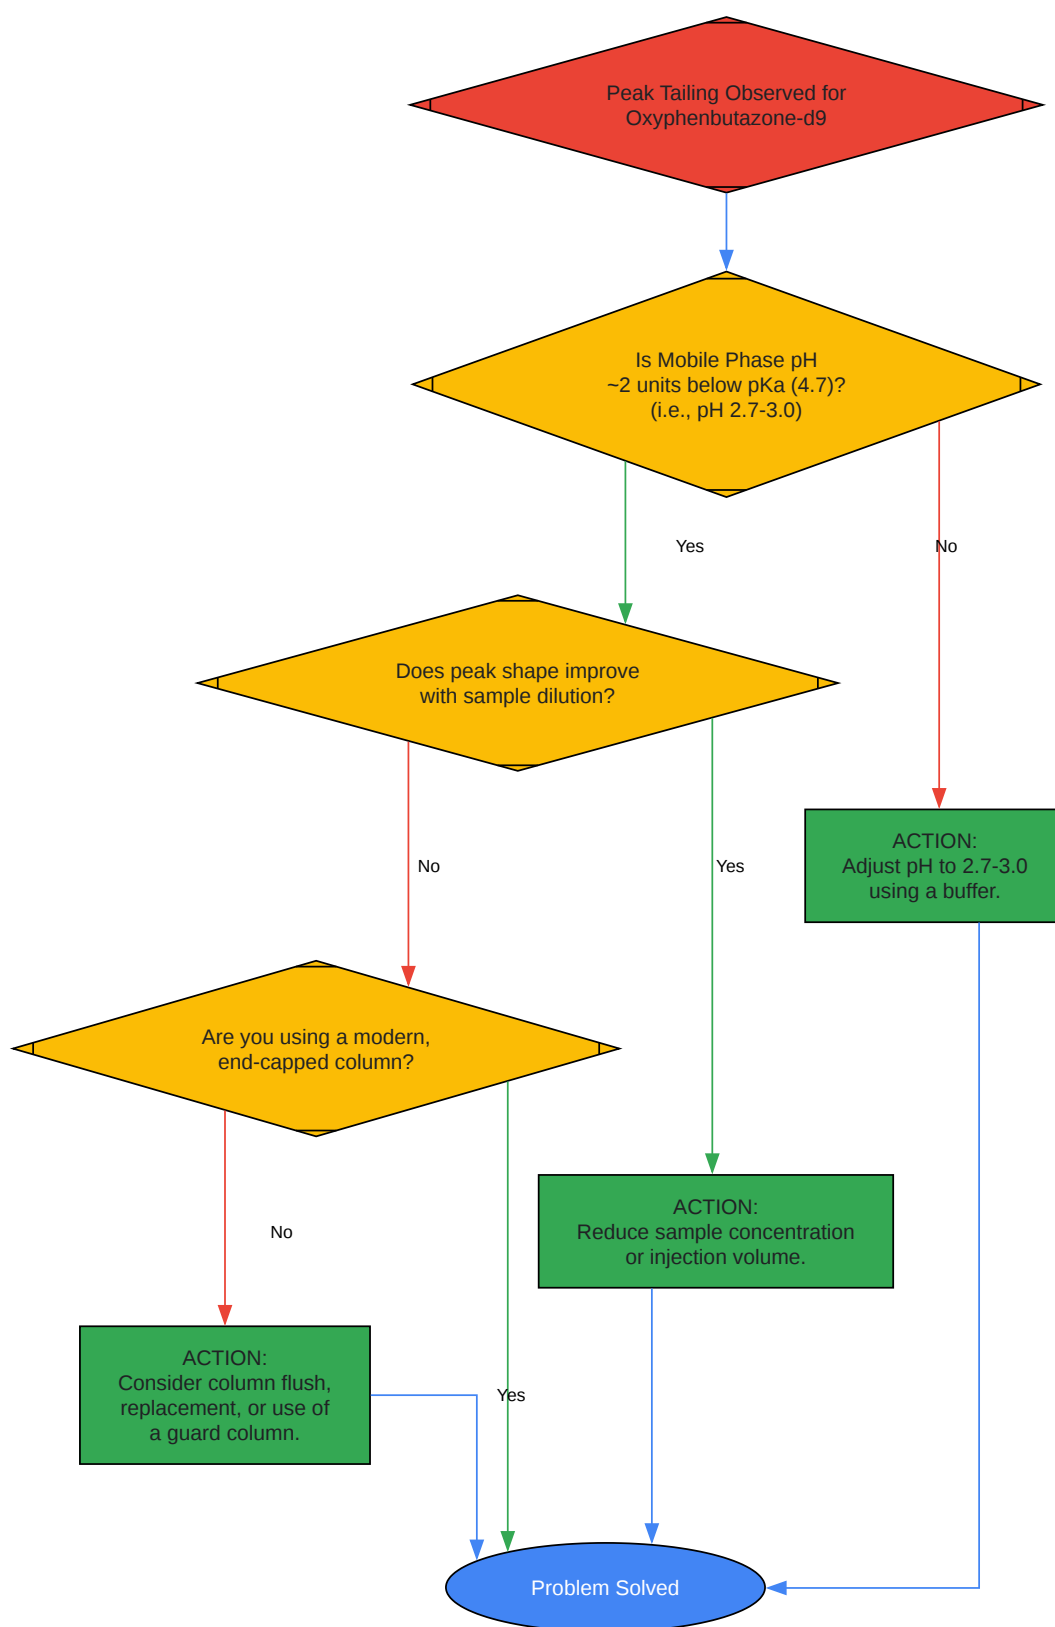 Peak Tailing Observed for
Oxyphenbutazone-d9
Is Mobile Phase pH
~2 units below pKa (4.7)?
(i.e., pH 2.7-3.0)
Yes
No
Does peak shape improve
with sample dilution?
No
Yes
ACTION:
Adjust pH to 2.7-3.0
using a buffer.
Are you using a modern,
end-capped column?
No
ACTION:
Reduce sample concentration
or injection volume.
ACTION:
Consider column flush,
replacement, or use of
a guard column.
Yes
Problem Solved